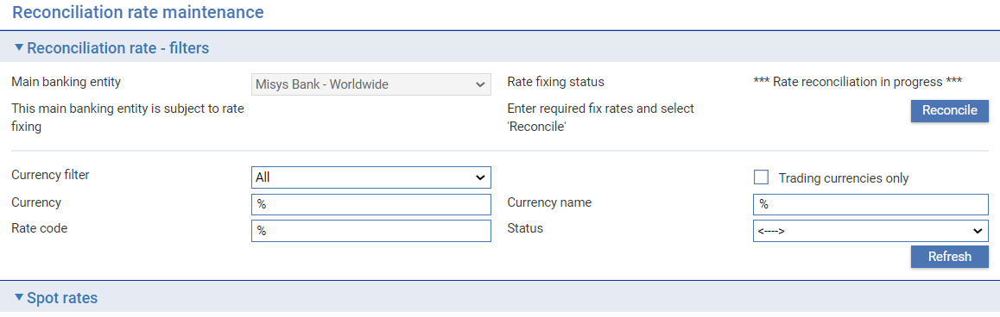 Reconciliation rate maintenance
Reconciliation rate - filters
Main banking entity
Misys Bank - Worldwide
Rate fixing status
*** Rate reconciliation in progress ***
This main banking entity is subject to rate
fixing
Enter required fix rates and select
'Reconcile'
Reconcile
Currency filter
All
Trading currencies only
Currency
%
Currency name
%
Rate code
%
Status
<---->
Refresh
Spot rates